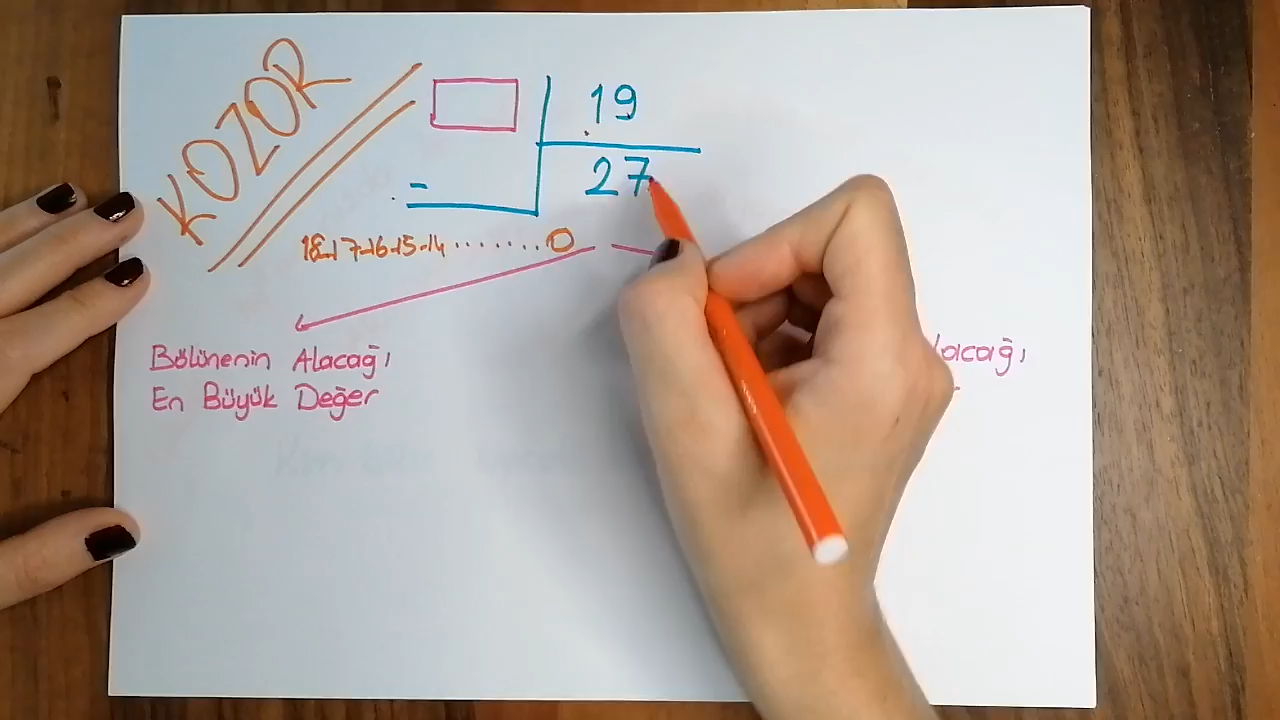 KOZOR
19
27
18-17-16-15-14.......0
Bölünenin Alacağı
En Büyük Değer